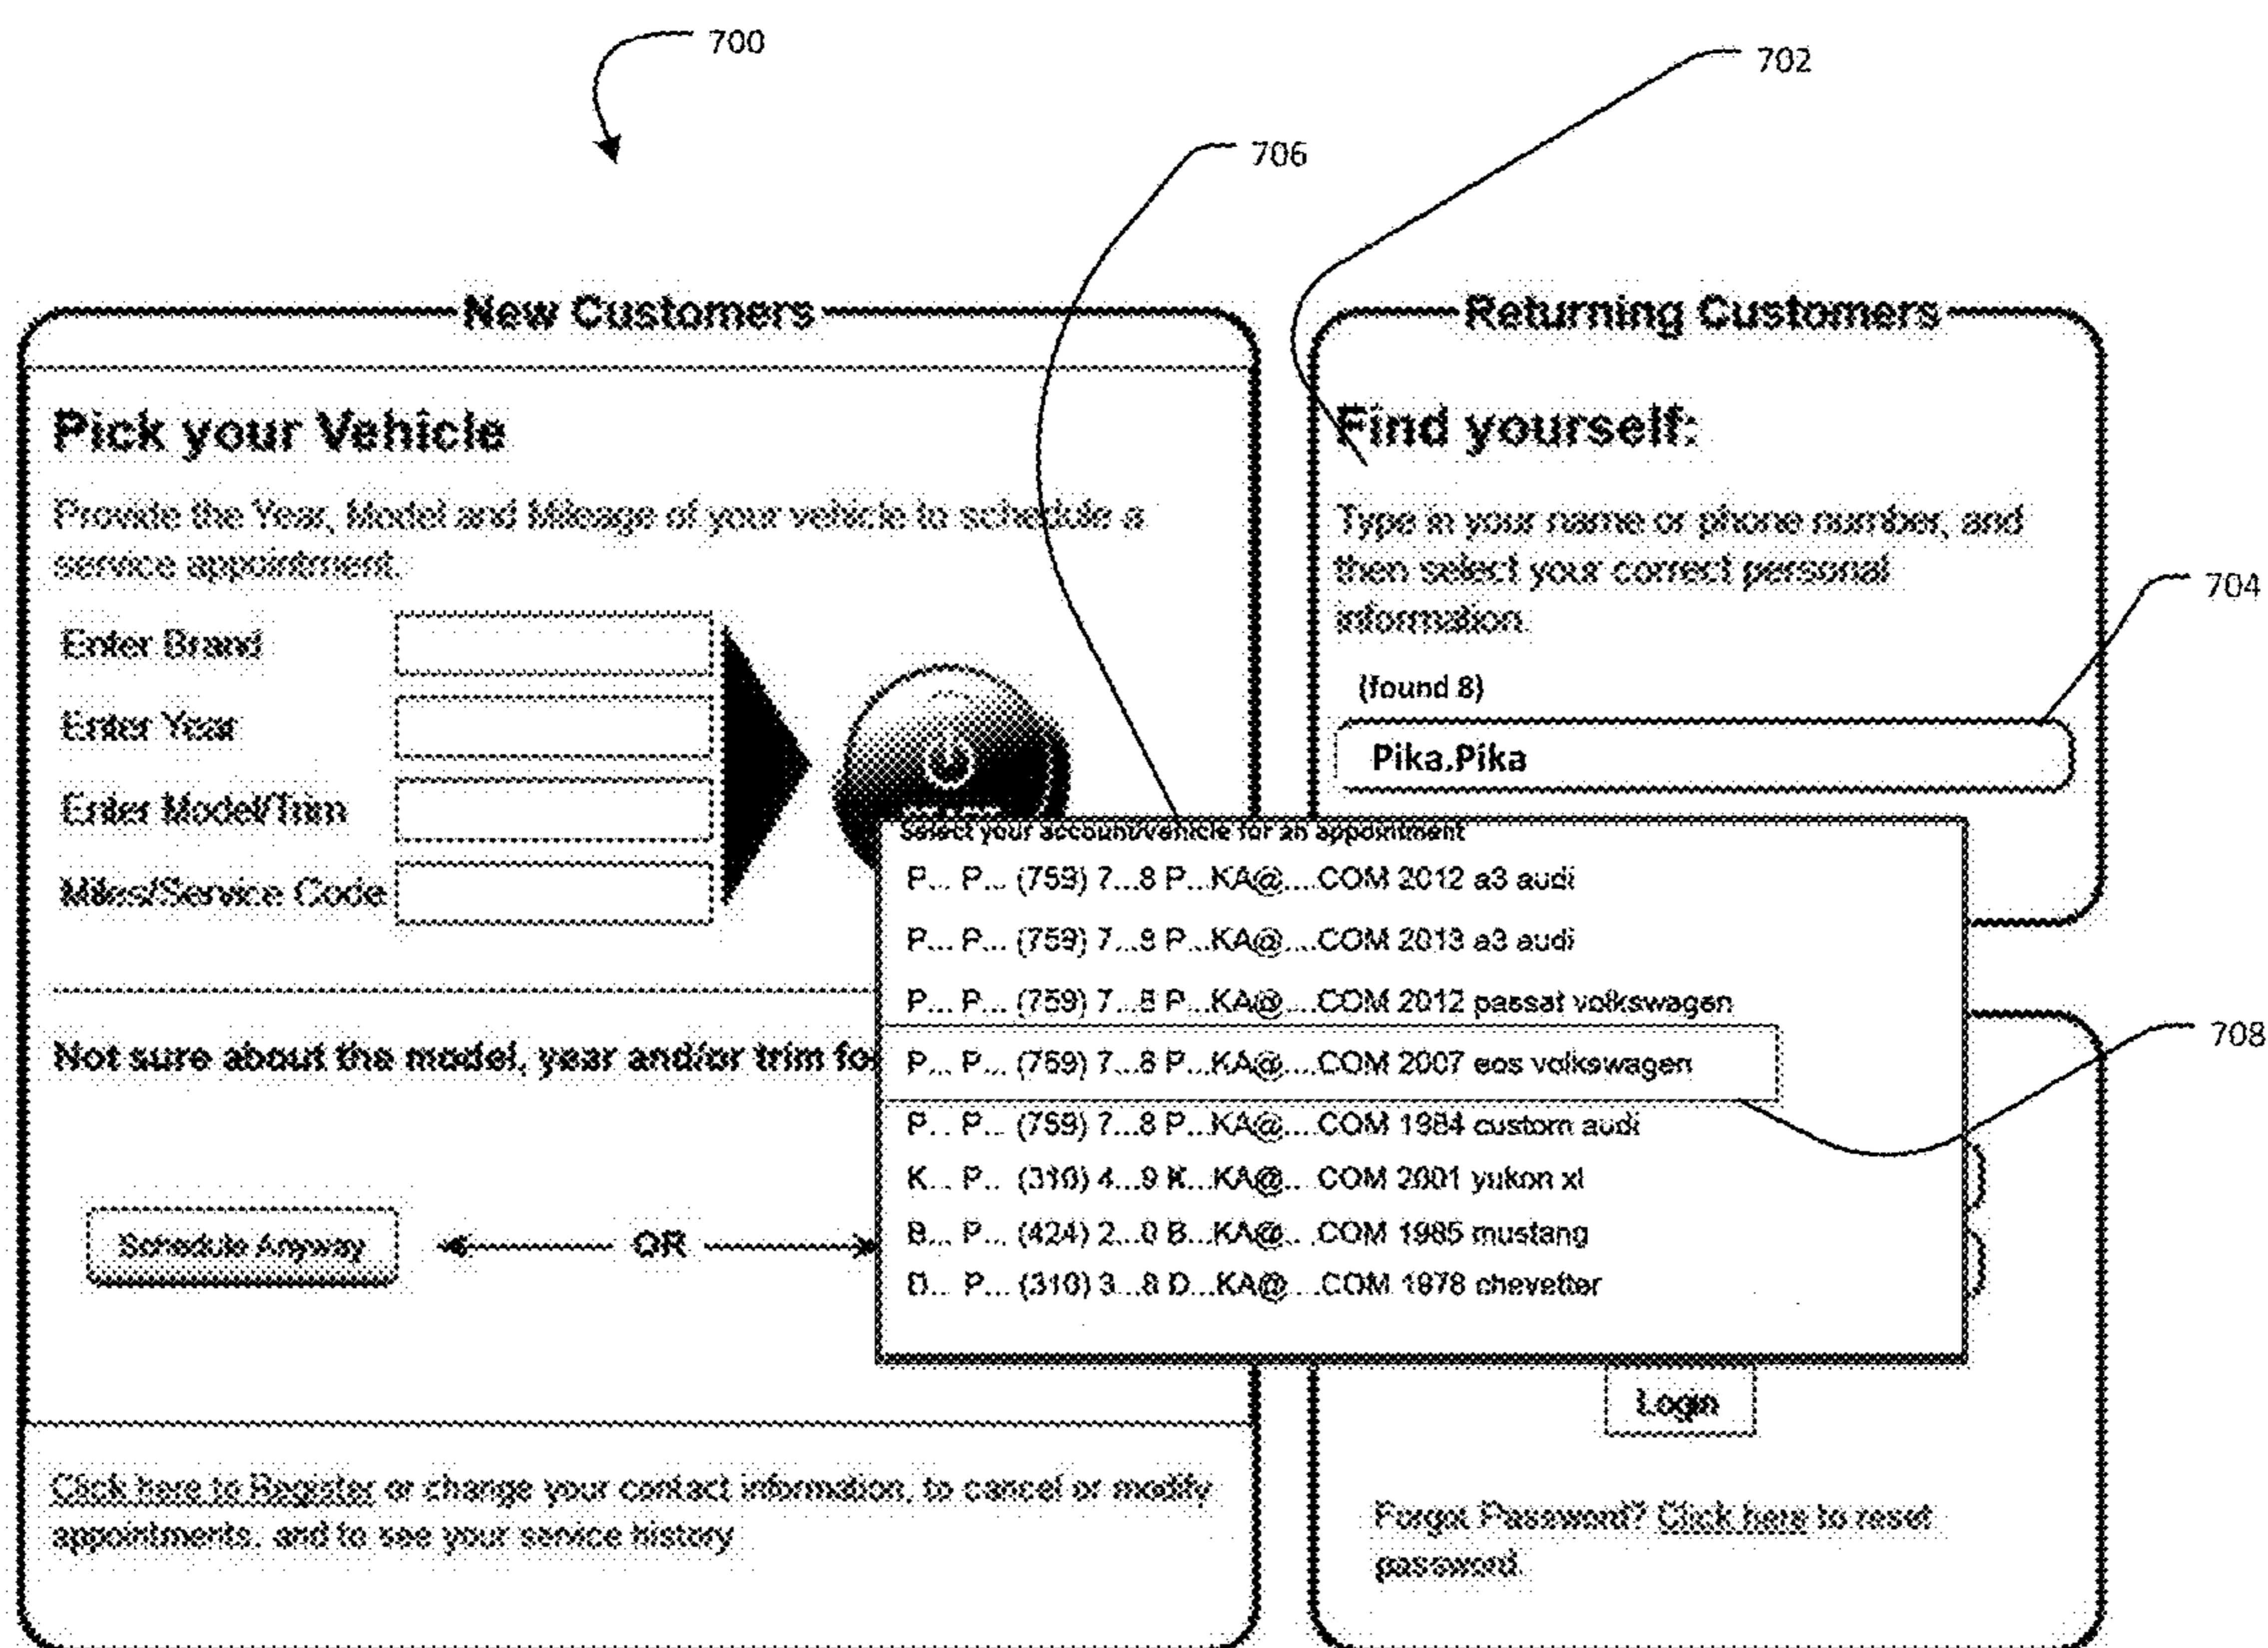 700
702
706
New Customers
Pick your Vehicle
Provide the Year, Model and Mileage of your vehicle to schedule a
service appointment.
Enter Brand
Enter Year
Enter Model/Trim
Miles/Service Code
Not sure about the model, year and/or trim
Schedule Anyway
OR
Click here to Register or change your contact information, to cancel or modify
appointments, and to see your service history
Returning Customers
Find yourself:
Type in your name or phone number, and
then select your correct personal
information.
704
(found 8)
Pika.Pika
Select your account/vehicle for an appointment
P... P... (759) 7...8 P...KA@....COM 2012 a3 audi
P... P... (759) 7...8 P...KA@....COM 2013 a3 audi
P... P... (759) 7...8 P...KA@....COM 2012 passat volkswagen
P... P... (759) 7...8 P...KA@....COM 2007 eos volkswagen
P... P... (759) 7...8 P...KA@....COM 1984 custom audi
K... P... (310) 4...9 K...KA@....COM 2001 yukon xl
B... P... (424) 2...0 B...KA@....COM 1985 mustang
D... P... (310) 3...8 D...KA@....COM 1978 chevetter
708
Login
Forgot Password? Click here to reset
password.